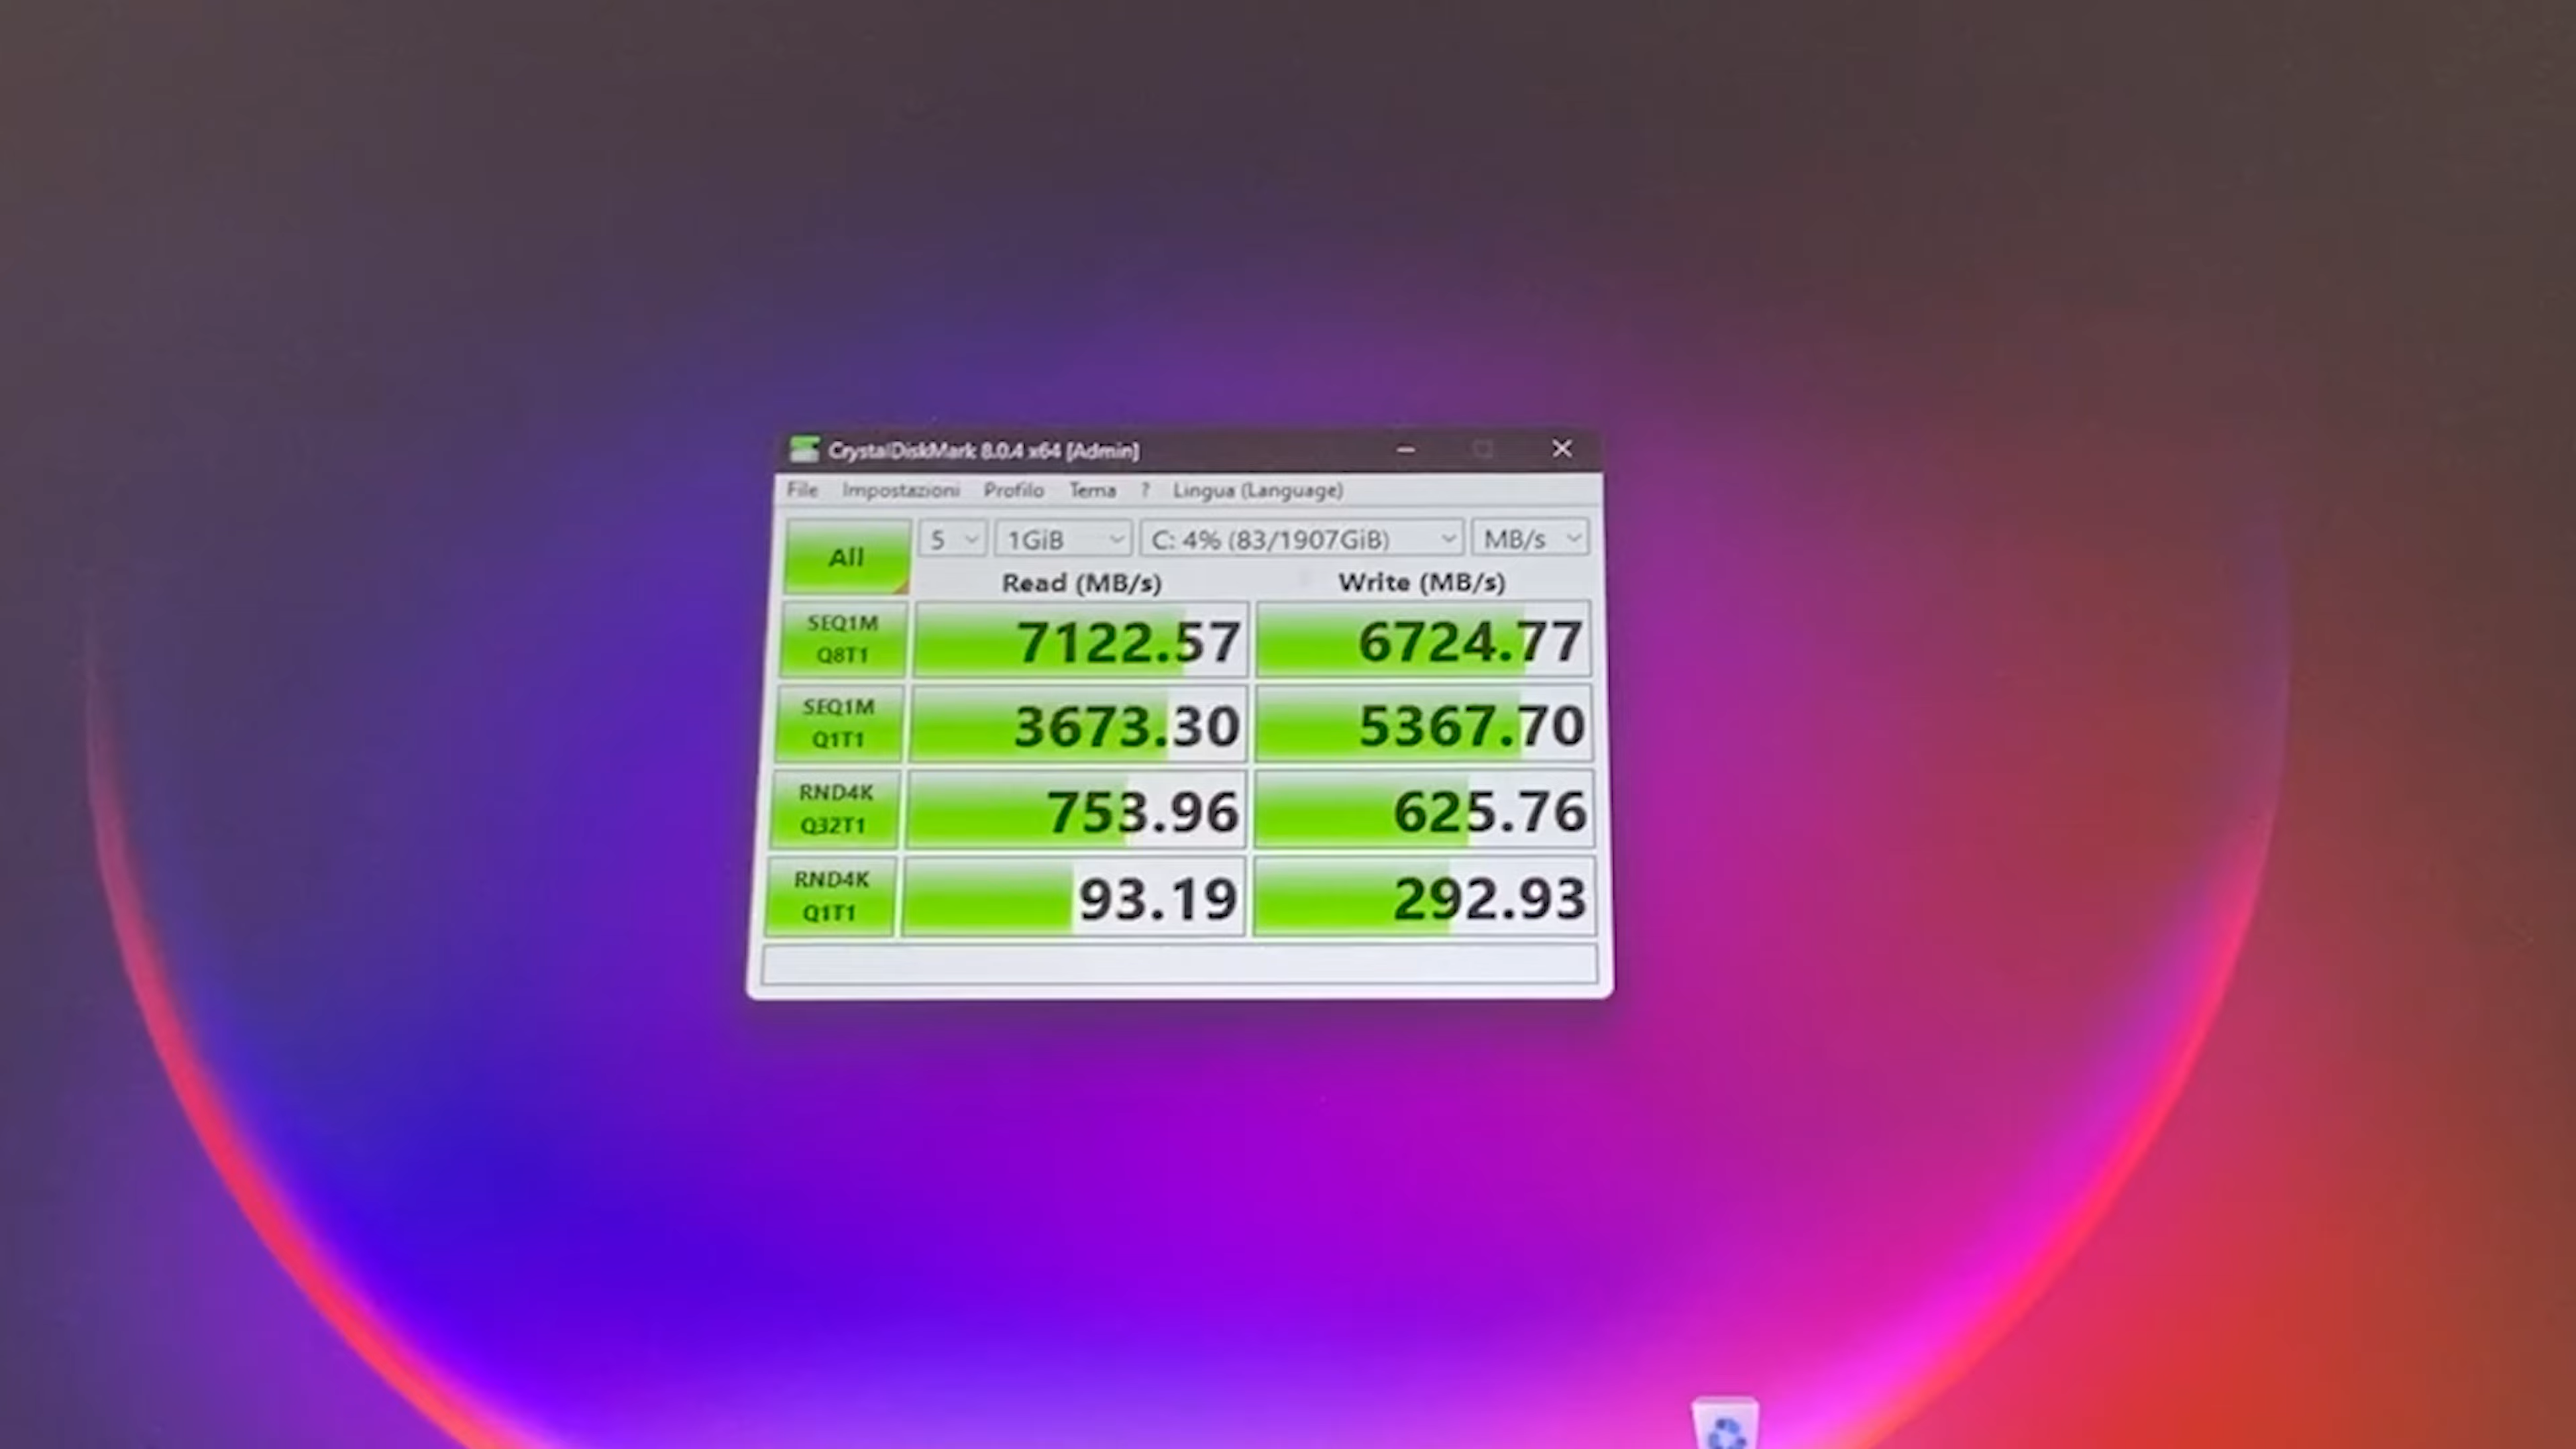 CrystalDiskMark 8.0.4 x64 [Admin]
File Impostazioni Profilo Tema ? Lingua (Language)
All 5 1GiB C: 4% (83/1907GiB) MB/s
Read (MB/s) Write (MB/s)
SEQ1M
Q8T1
7122.57 6724.77
SEQ1M
Q1T1
3673.30 5367.70
RND4K
Q32T1
753.96 625.76
RND4K
Q1T1
93.19 292.93